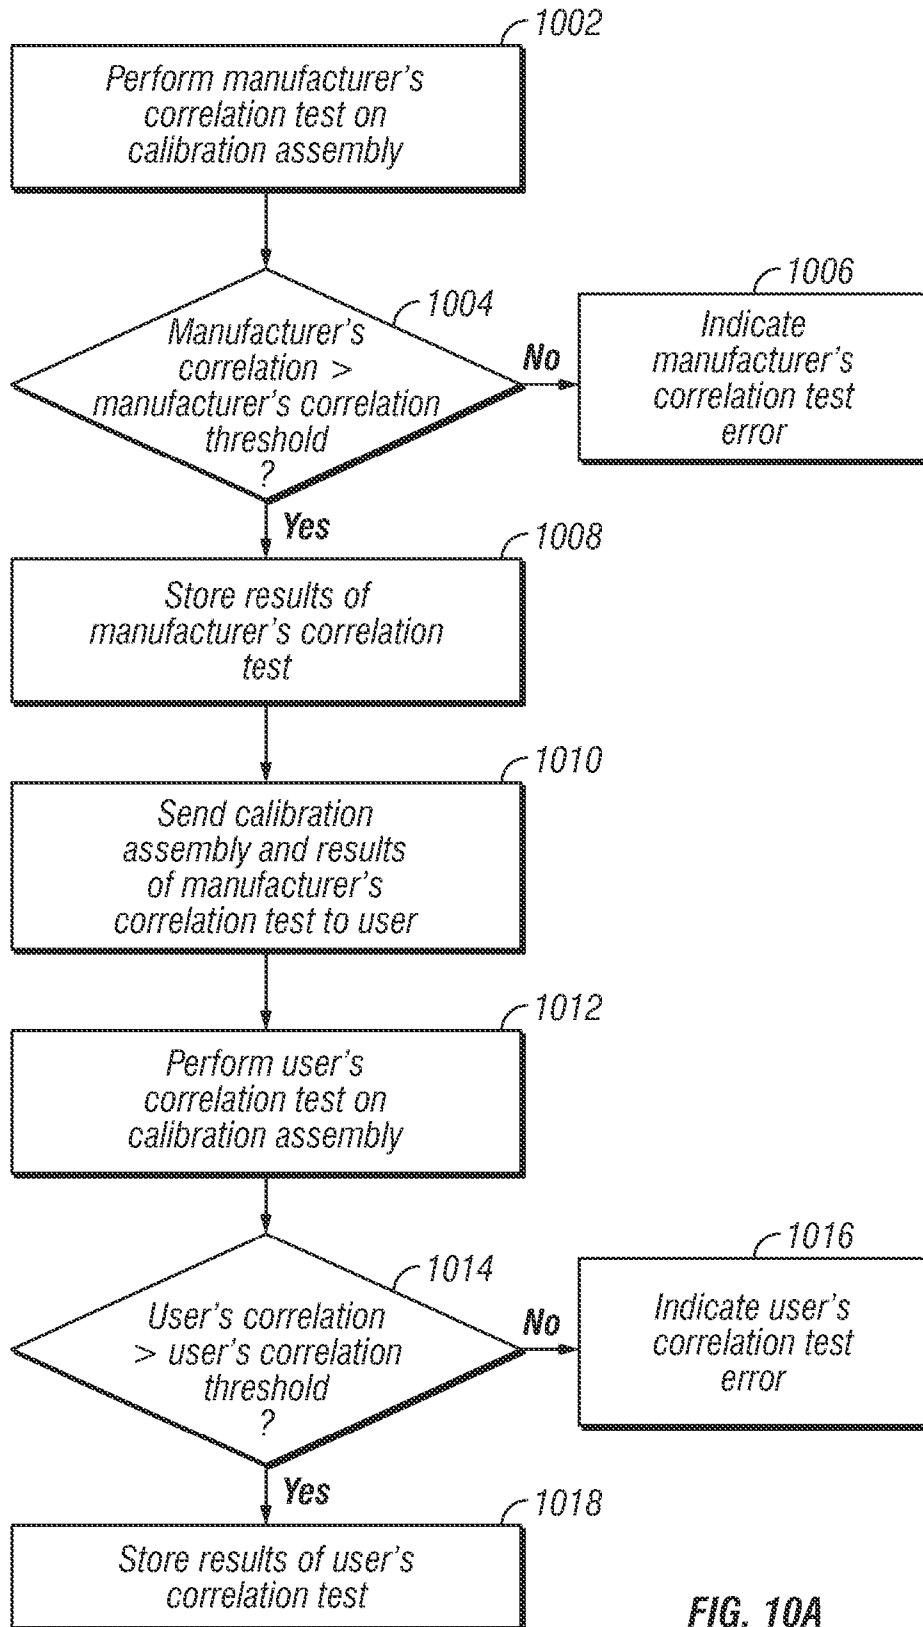 1002
Perform manufacturer's
correlation test on
calibration assembly
1004
Manufacturer's
correlation >
manufacturer's correlation
threshold
?
No
1006
Indicate
manufacturer's
correlation test
error
Yes
1008
Store results of
manufacturer's correlation
test
1010
Send calibration
assembly and results
of manufacturer's
correlation test to user
1012
Perform user's
correlation test on
calibration assembly
1014
User's correlation
> user's correlation
threshold
?
No
1016
Indicate user's
correlation test
error
Yes
1018
Store results of user's
correlation test
FIG. 10A